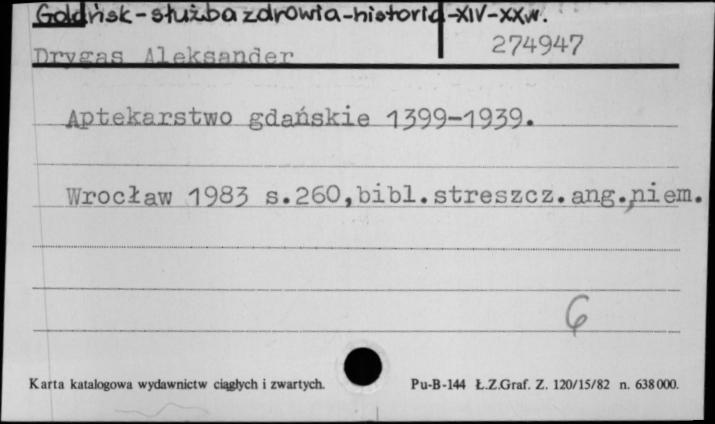 Gdańsk-służba zdrowia-historia-XIV-XXw.
Drygas Aleksander 274947
Aptekarstwo gdańskie 1399-1939.
Wrocław 1983 s.260,bibl.streszcz.ang.,niem.
6
Karta katalogowa wydawnictw ciągłych i zwartych. Pu-B-144 Ł.Z.Graf. Z. 120/15/82 n. 638000.